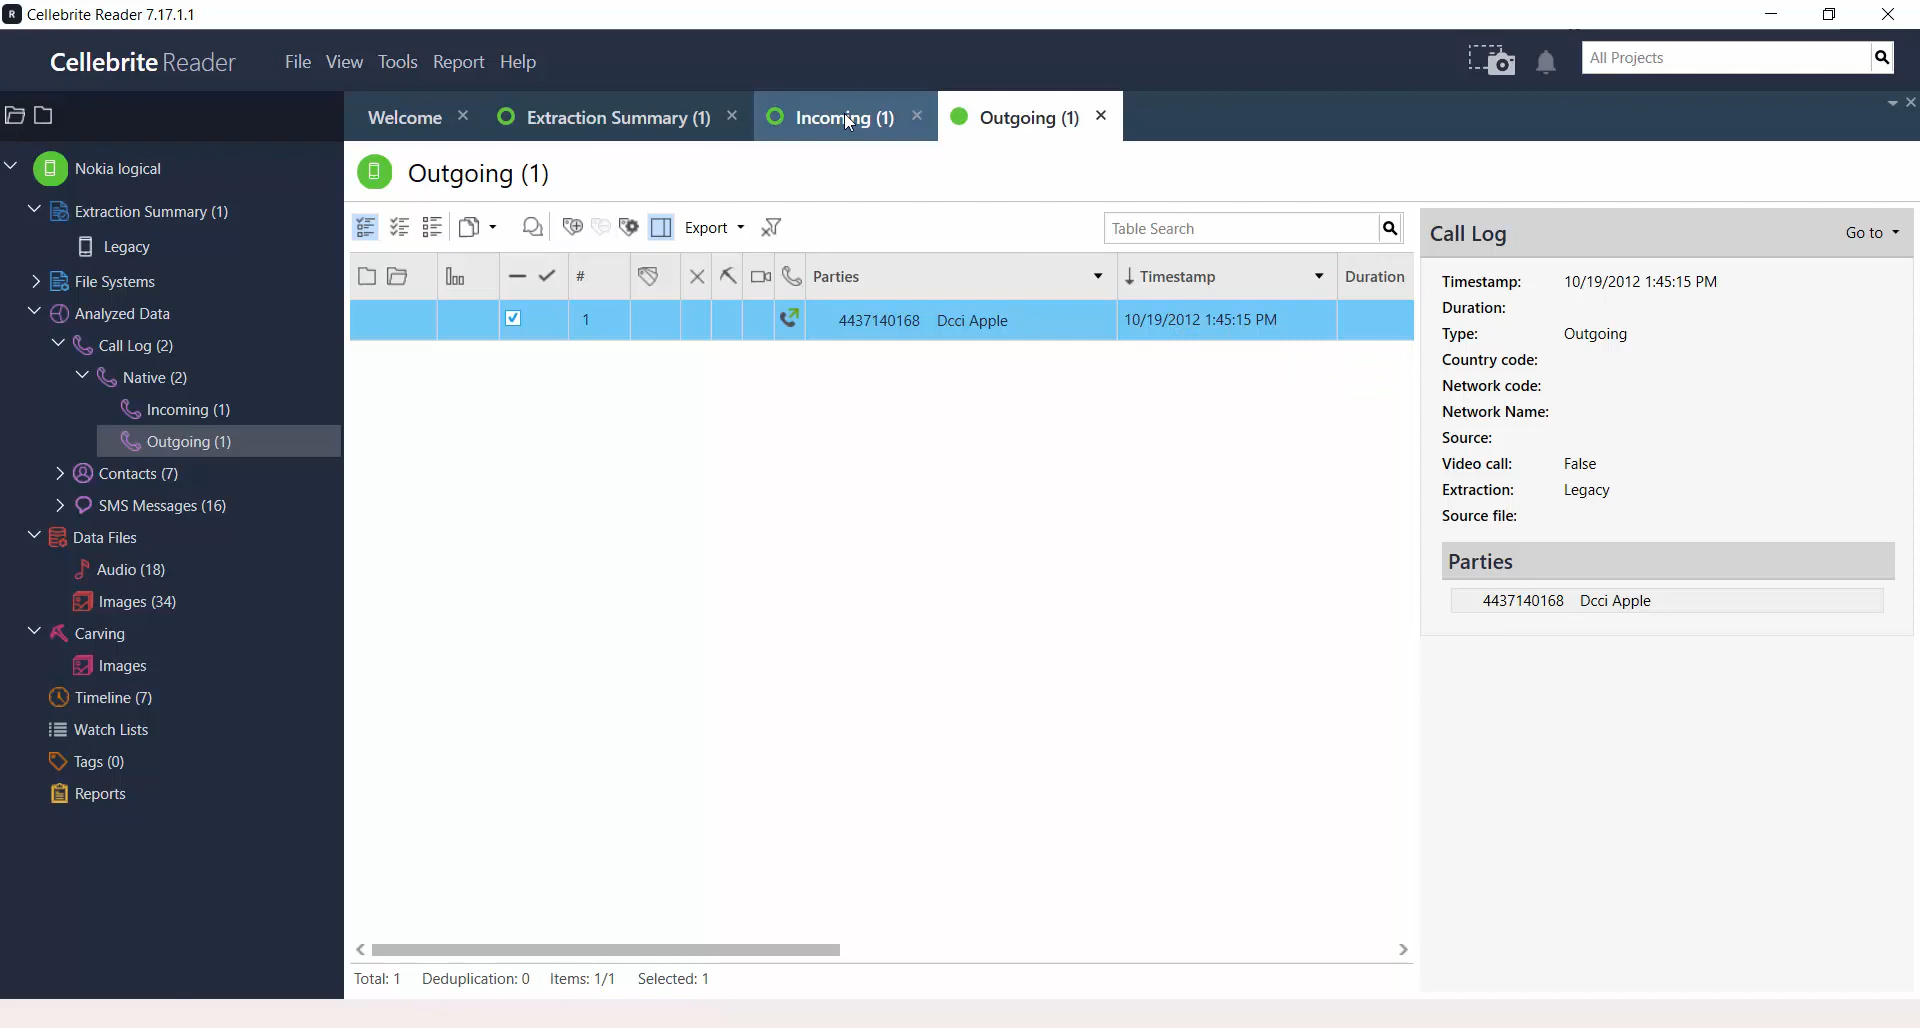 Cellebrite Reader 7.17.1.1
Cellebrite Reader
File View Tools Report Help
All Projects
Welcome
Extraction Summary (1)
Incoming (1)
Outgoing (1)
Nokia logical
Extraction Summary (1)
Legacy
File Systems
Analyzed Data
Call Log (2)
Native (2)
Incoming (1)
Outgoing (1)
Contacts (7)
SMS Messages (16)
Data Files
Audio (18)
Images (34)
Carving
Images
Timeline (7)
Watch Lists
Tags (0)
Reports
Outgoing (1)
Export
Table Search
# Parties Timestamp Duration
1 4437140168 Dcci Apple 10/19/2012 1:45:15 PM
Total: 1 Deduplication: 0 Items: 1/1 Selected: 1
Call Log
Go to
Timestamp: 10/19/2012 1:45:15 PM
Duration:
Type: Outgoing
Country code:
Network code:
Network Name:
Source:
Video call: False
Extraction: Legacy
Source file:
Parties
4437140168 Dcci Apple